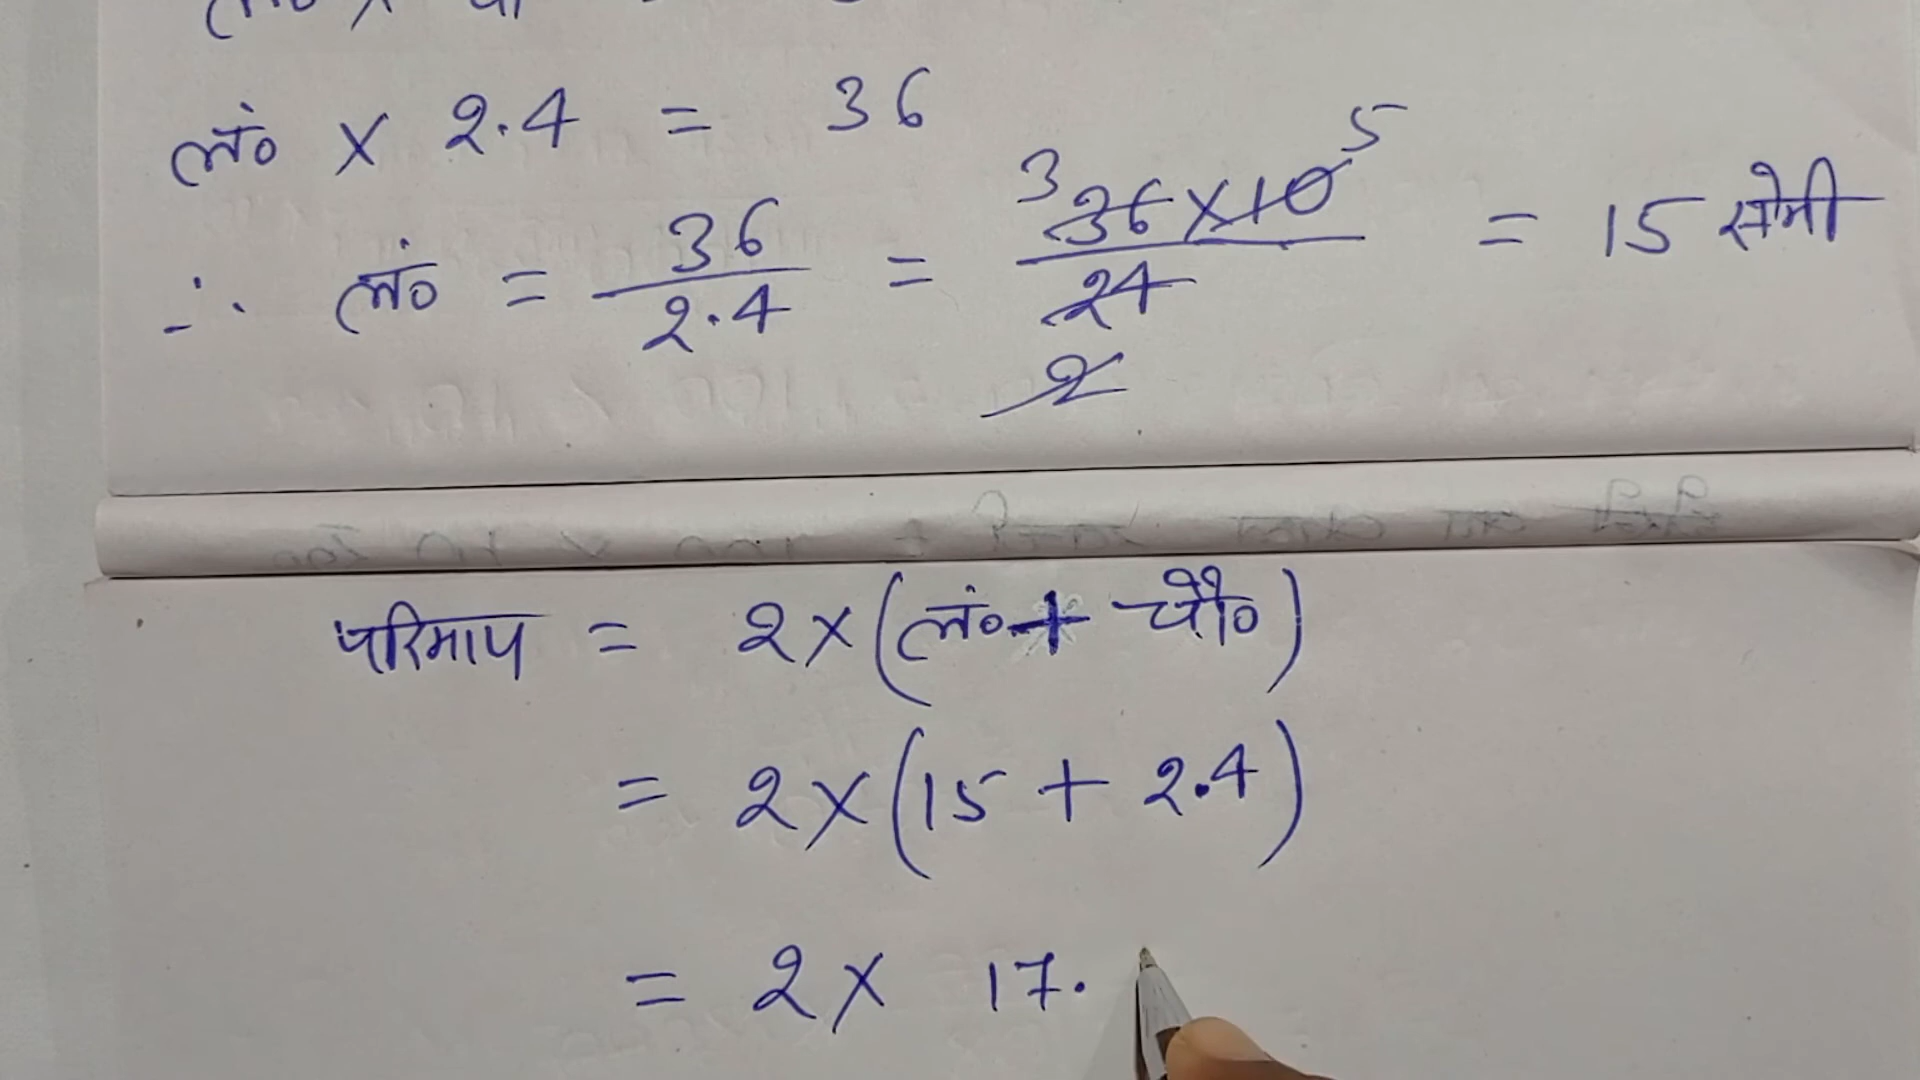 लं० × 2.4 = 36
∴ लं० = 36/2.4 = 3 36×10 5/24 2 = 15 सेमी
परिमाप = 2×(लं०+ चौ०)
= 2×(15 + 2.4)
= 2× 17.